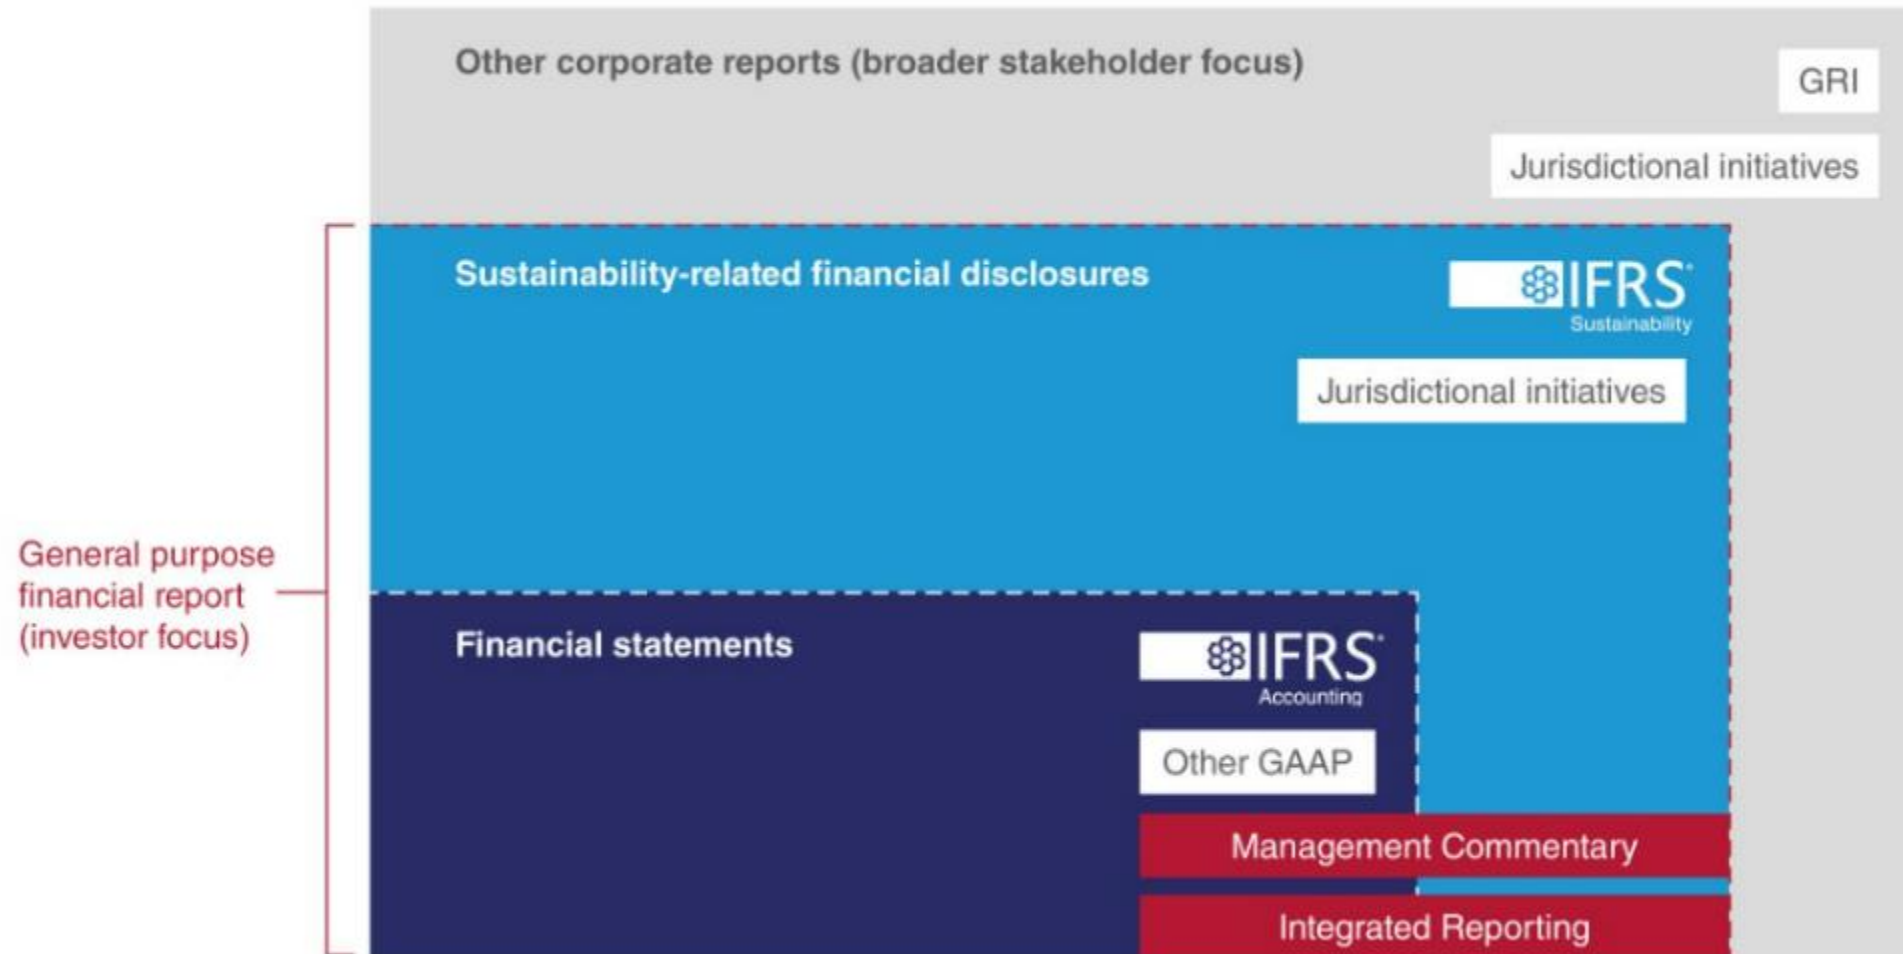 Other corporate reports (broader stakeholder focus)
GRI
Jurisdictional initiatives
Sustainability-related financial disclosures
IFRS
Sustainability
Jurisdictional initiatives
General purpose
financial report
(investor focus)
Financial statements
IFRS
Accounting
Other GAAP
Management Commentary
Integrated Reporting